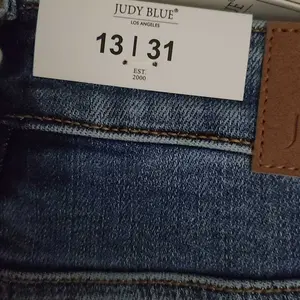 JUDY BLUE®
LOS ANGELES
13 | 31
EST.
2000
J